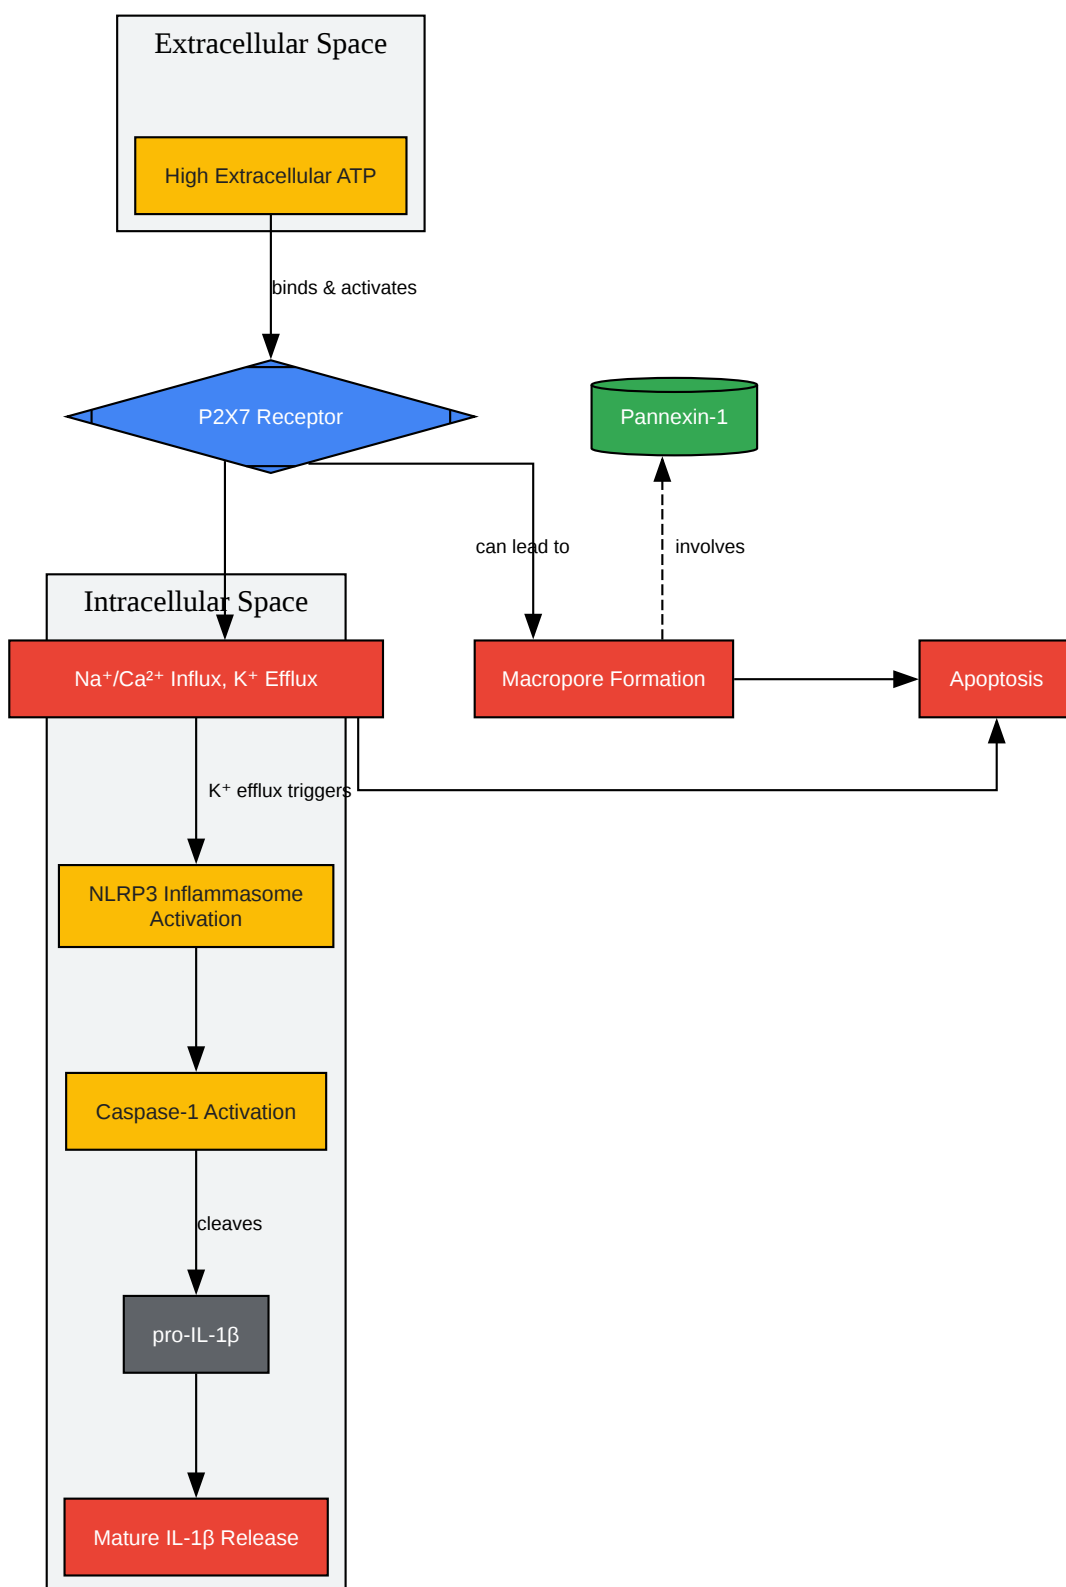 Extracellular Space
High Extracellular ATP
binds & activates
P2X7 Receptor
Pannexin-1
can lead to
involves
Intracellular Space
Na⁺/Ca²⁺ Influx, K⁺ Efflux
Macropore Formation
Apoptosis
K⁺ efflux triggers
NLRP3 Inflammasome
Activation
Caspase-1 Activation
cleaves
pro-IL-1β
Mature IL-1β Release